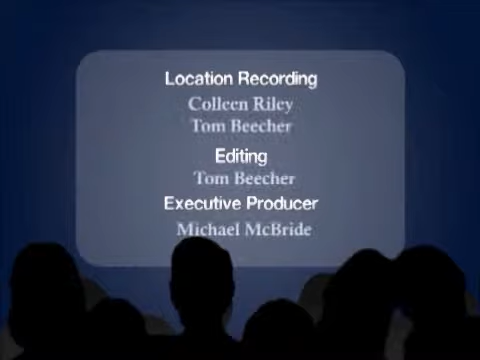 Location Recording
Colleen Riley
Tom Beecher
Editing
Tom Beecher
Executive Producer
Michael McBride